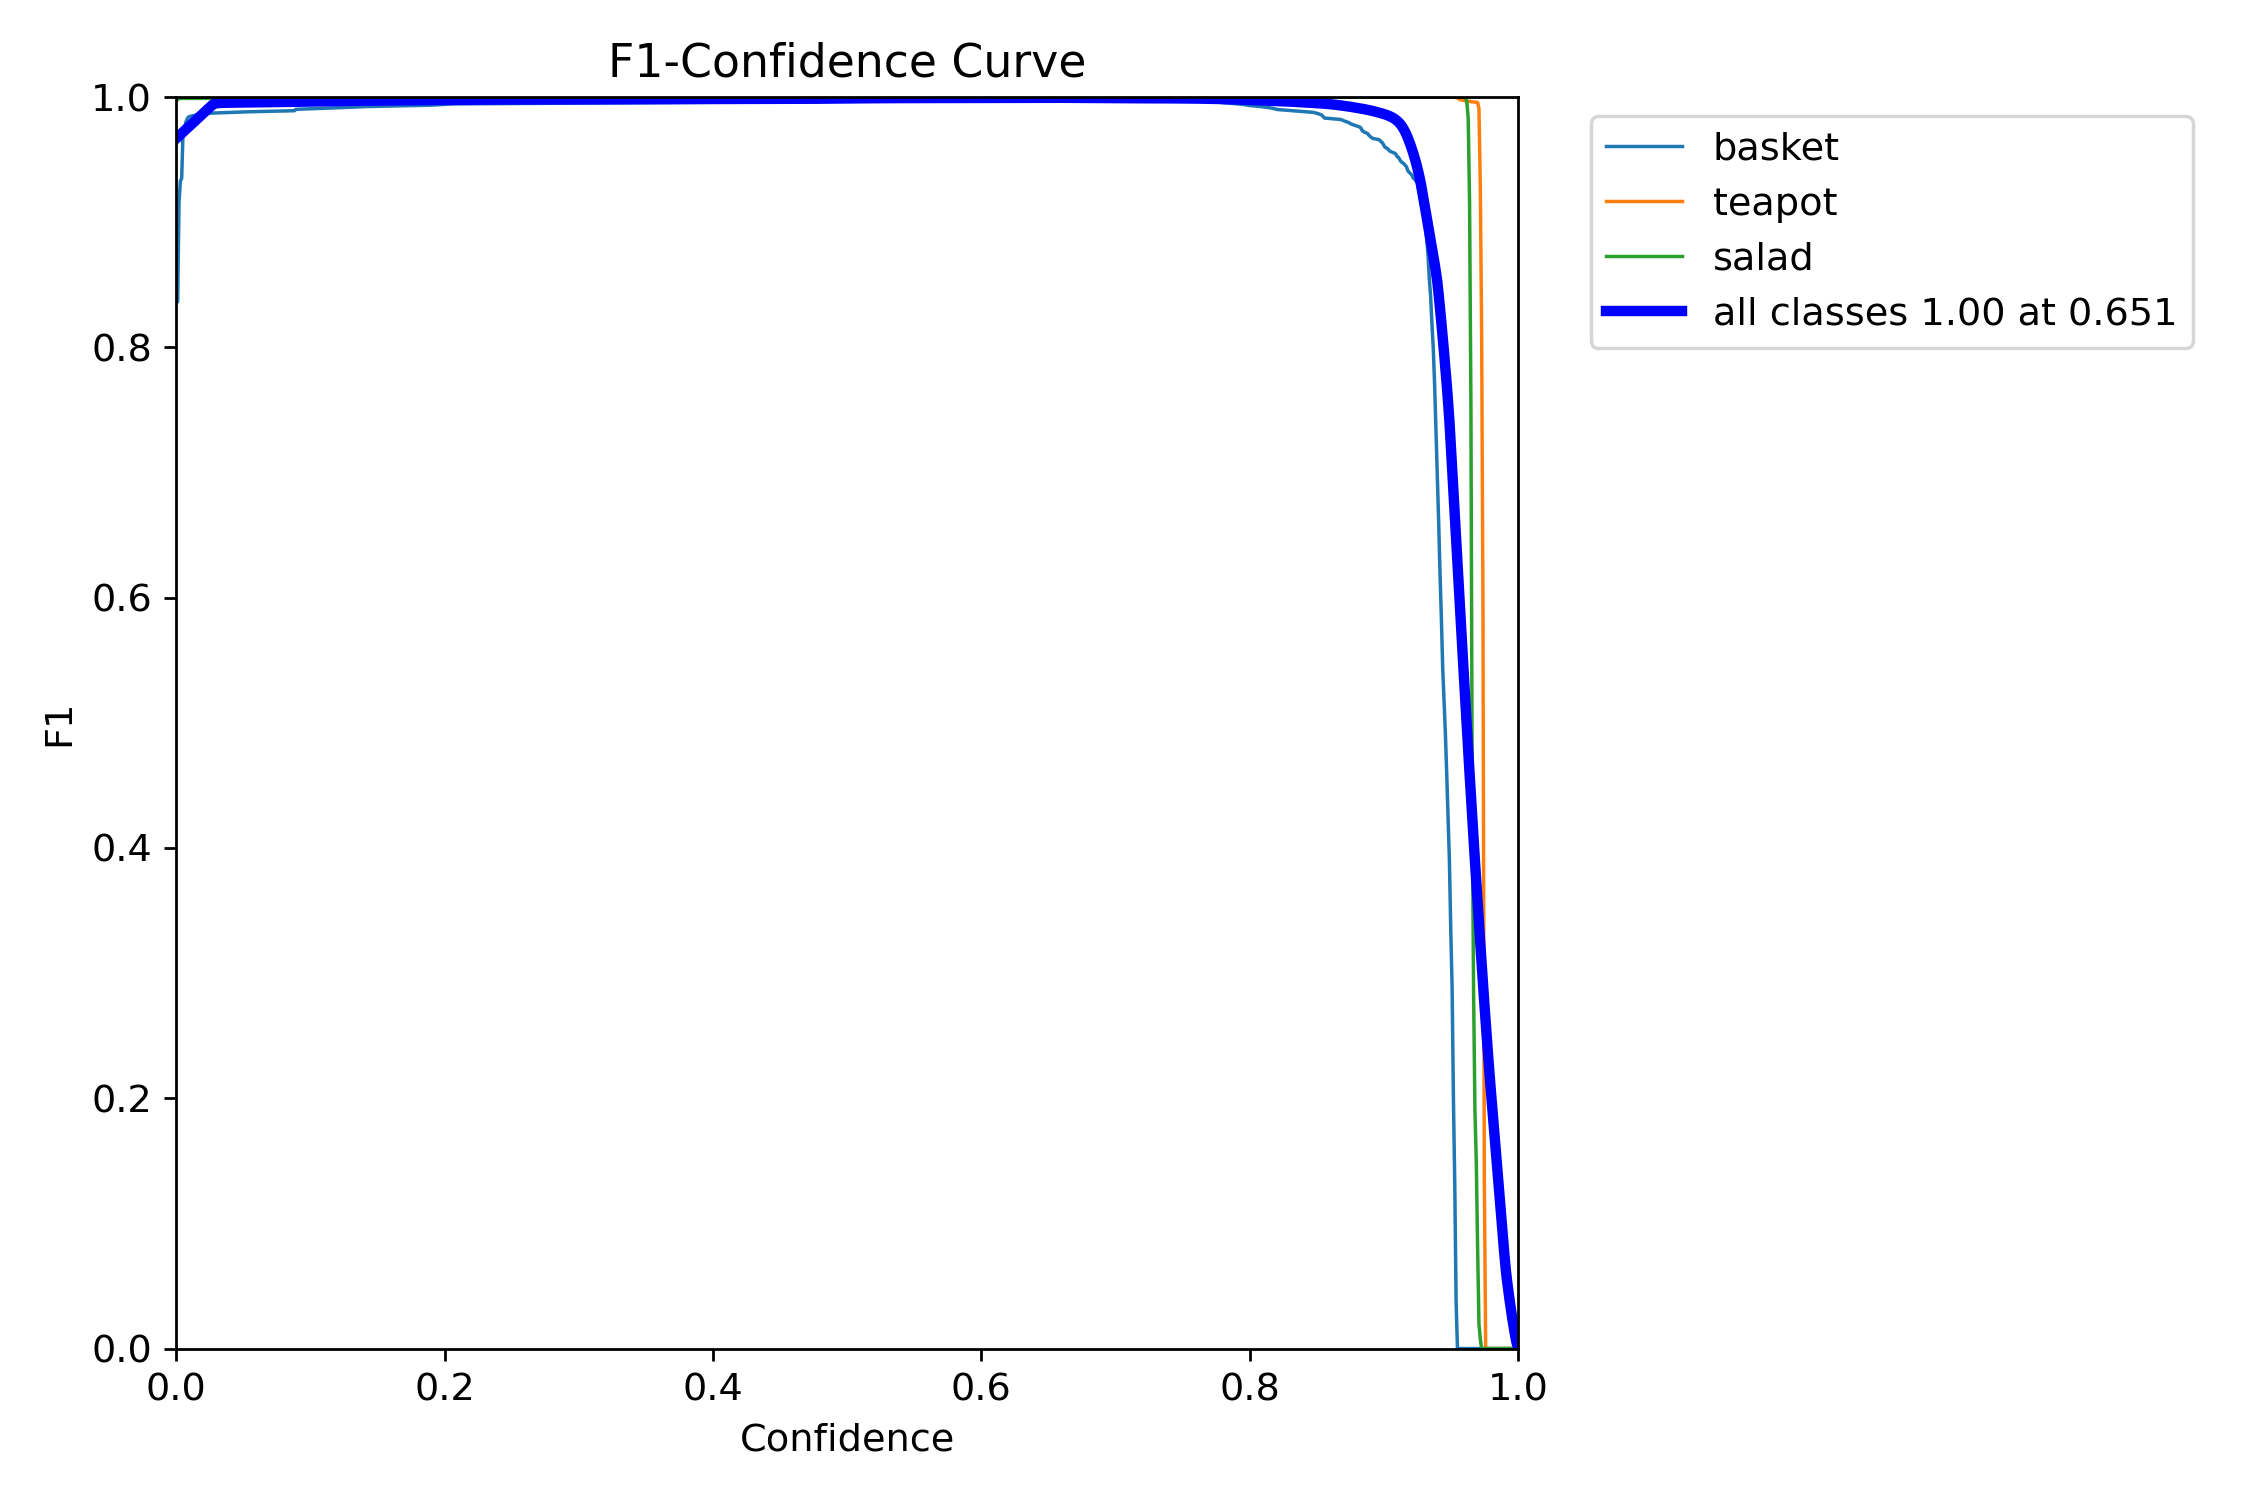 F1-Confidence Curve
1.0
0.8
0.6
0.4
0.2
0.0
F1
0.0 0.2 0.4 0.6 0.8 1.0
Confidence
basket
teapot
salad
all classes 1.00 at 0.651